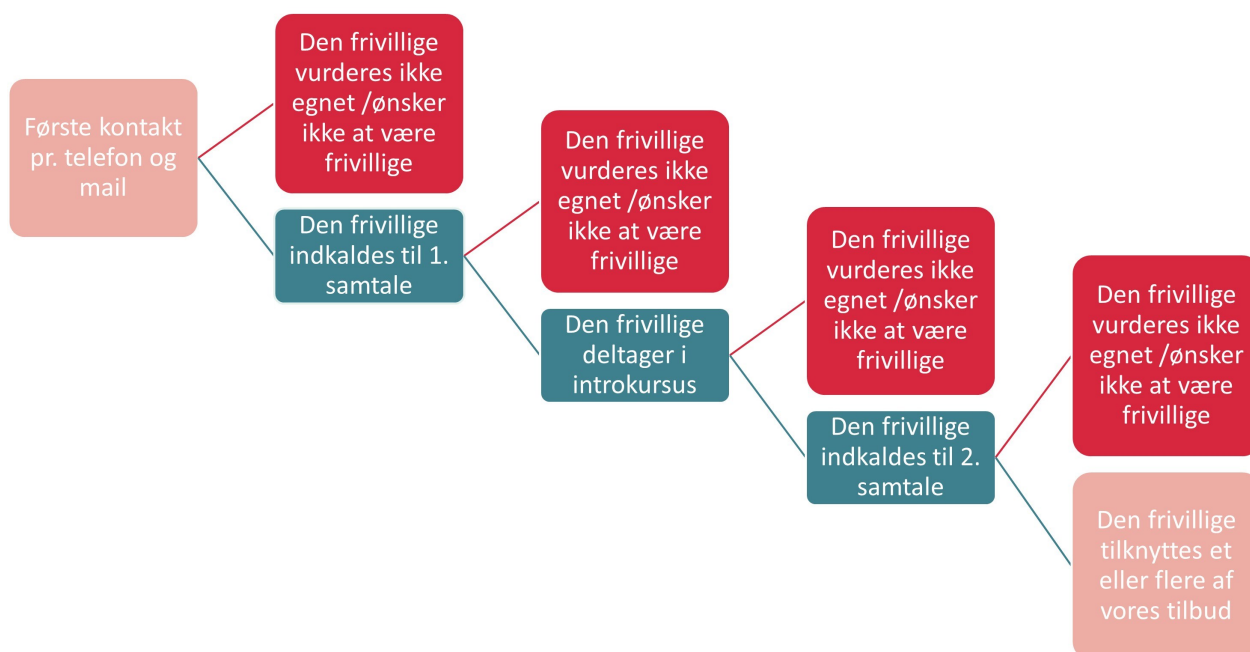 Første kontakt
pr. telefon og
mail
Den frivillige
vurderes ikke
egnet /ønsker
ikke at være
frivillige
Den frivillige
indkaldes til 1.
samtale
Den frivillige
vurderes ikke
egnet /ønsker
ikke at være
frivillige
Den frivillige
deltager i
introkursus
Den frivillige
vurderes ikke
egnet /ønsker
ikke at være
frivillige
Den frivillige
indkaldes til 2.
samtale
Den frivillige
vurderes ikke
egnet /ønsker
ikke at være
frivillige
Den frivillige
tilknyttes et
eller flere af
vores tilbud